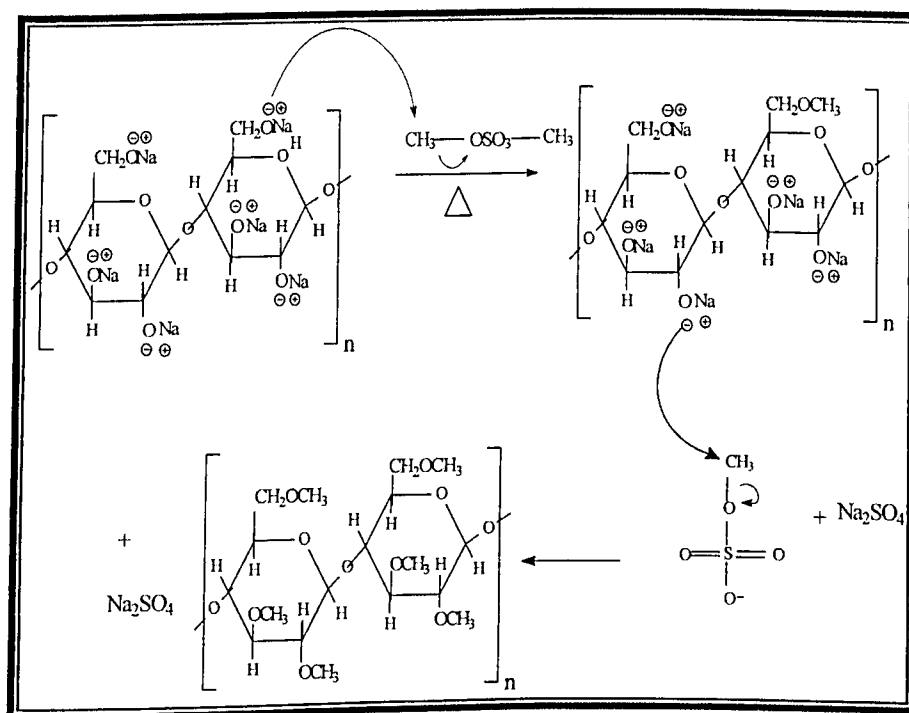 ⊖⊕
CH₂ONa
⊖⊕
CH₂ONa
O
H
H
O
H
H
⊖⊕
ONa
H
H
O
ONa
⊖⊕
O
H
H
⊖⊕
ONa
H
H
O
H
ONa
⊖⊕
n
CH₃—OSO₃—CH₃
△
⊖⊕
CH₂ONa
CH₂OCH₃
O
H
H
O
H
⊖⊕
ONa
H
H
O
ONa
⊖⊕
O
H
H
⊖⊕
ONa
H
H
O
H
ONa
⊖⊕
n
CH₃
O
O=S=O
O−
+ Na₂SO₄
+
Na₂SO₄
CH₂OCH₃
CH₂OCH₃
O
H
H
O
H
OCH₃
H
H
O
OCH₃
O
H
H
OCH₃
H
H
O
H
OCH₃
n